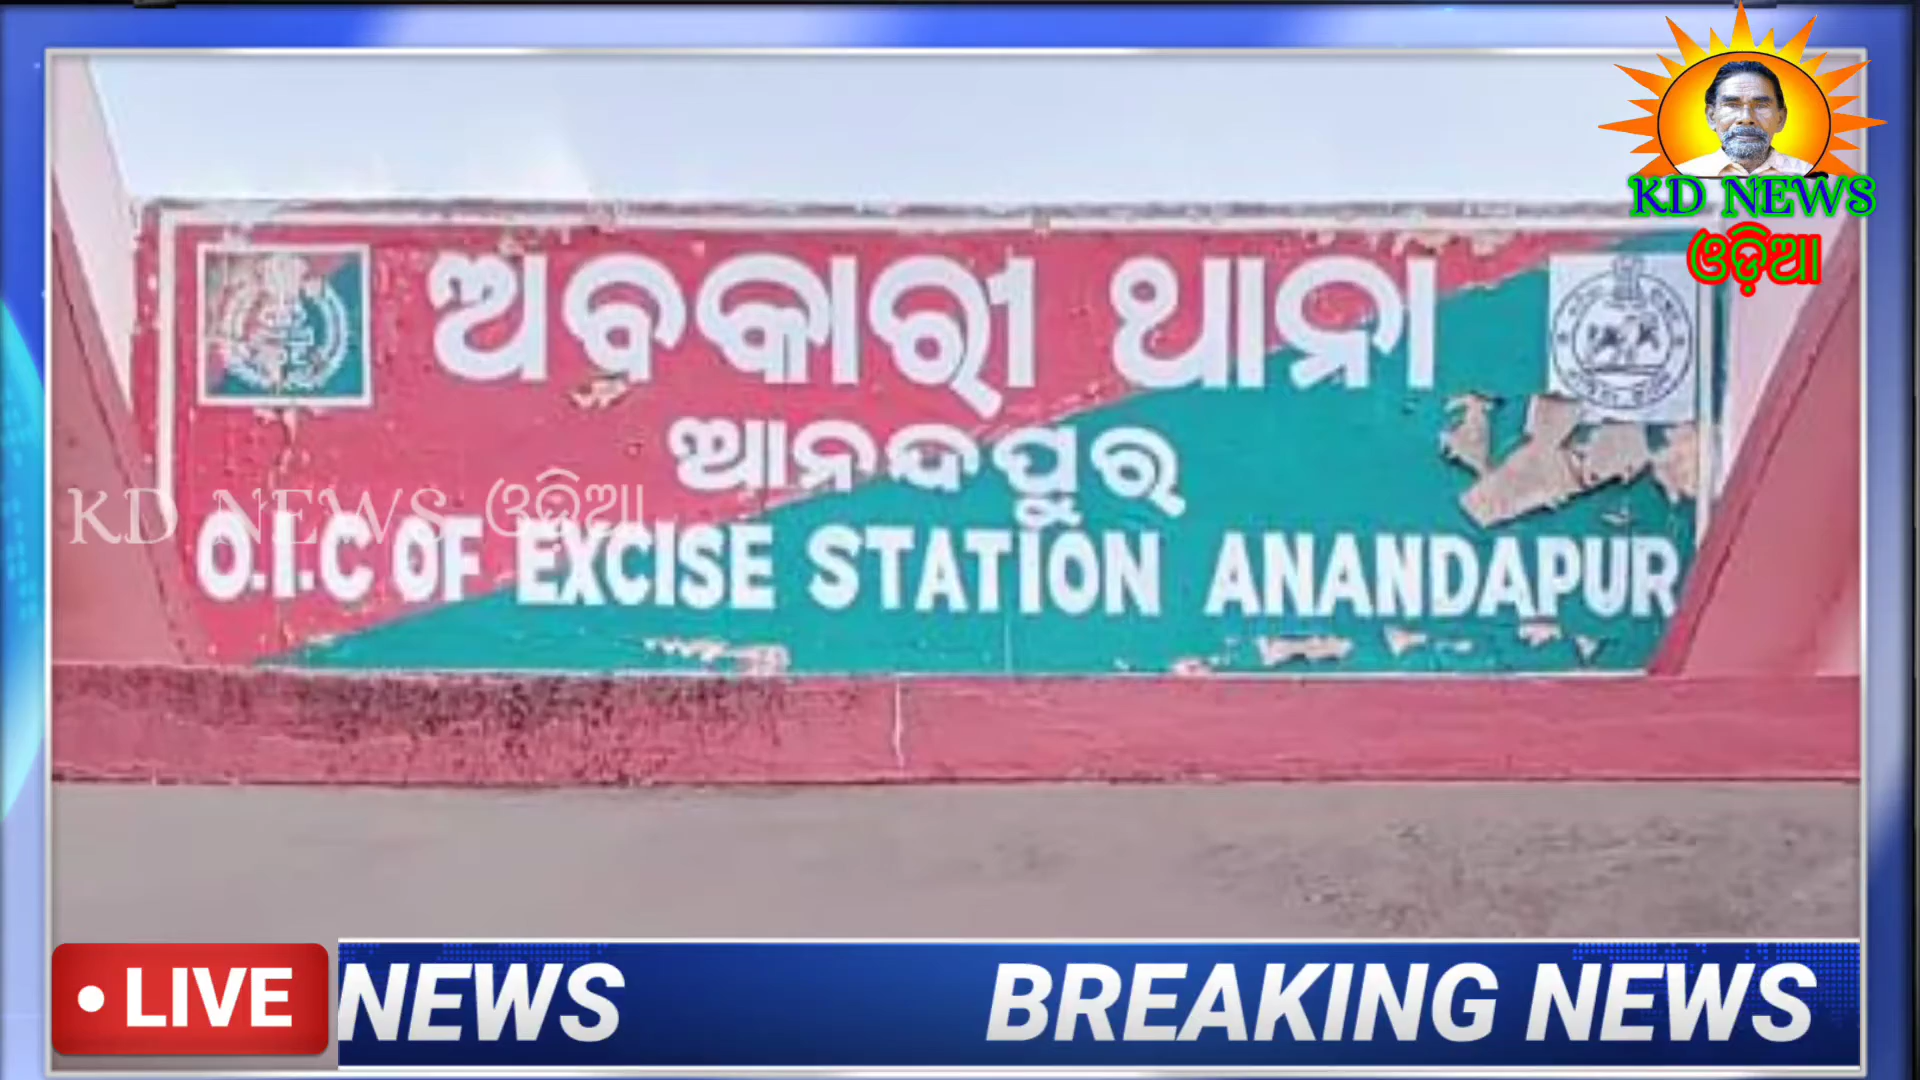 KD NEWS
ଓଡ଼ିଆ
ଅବକାରୀ ଥାନା
ଆନନ୍ଦପୁର
KD NEWS ଓଡ଼ିଆ
O.I.C OF EXCISE STATION ANANDAPUR
LIVE
NEWS BREAKING NEWS